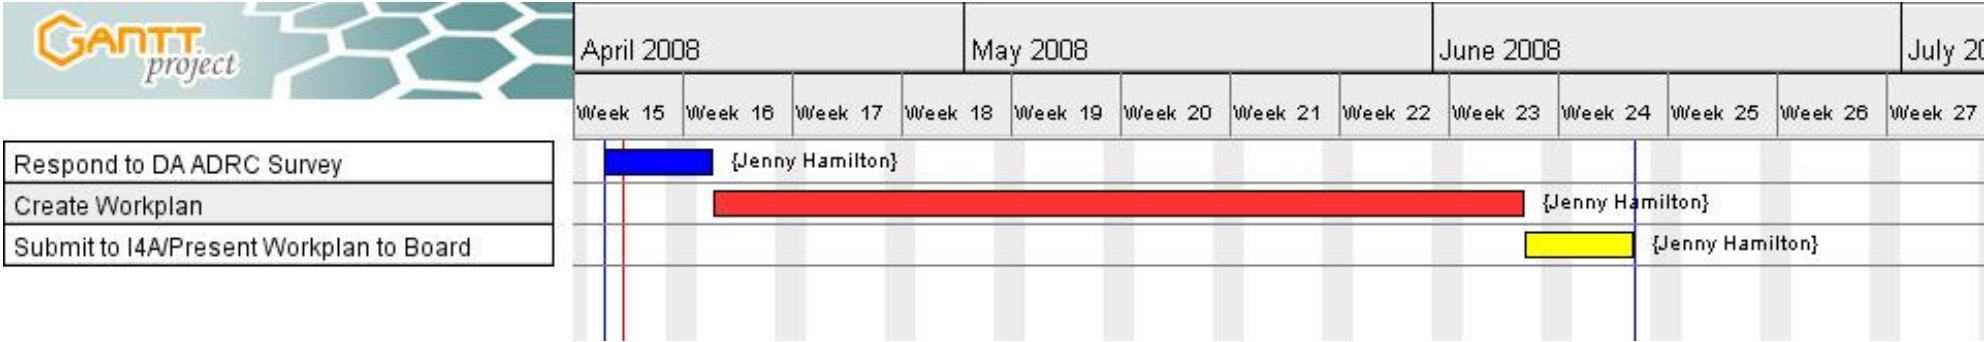 GANTT
project
April 2008 May 2008 June 2008 July 20
Week 15 Week 16 Week 17 Week 18 Week 19 Week 20 Week 21 Week 22 Week 23 Week 24 Week 25 Week 26 Week 27
Respond to DA ADRC Survey {Jenny Hamilton}
Create Workplan {Jenny Hamilton}
Submit to I4A/Present Workplan to Board {Jenny Hamilton}